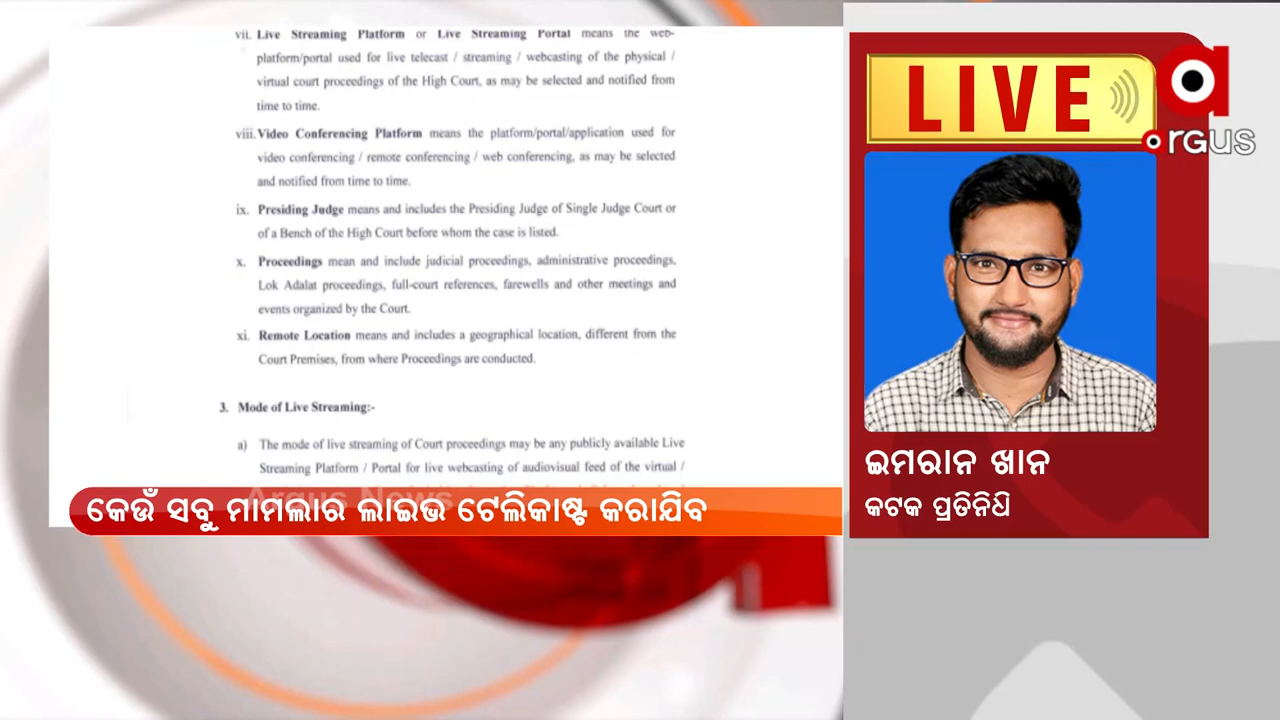 vii. Live Streaming Platform or Live Streaming Portal means the web-
platform/portal used for live telecast / streaming / webcasting of the physical /
virtual court proceedings of the High Court, as may be selected and notified from
time to time.
viii. Video Conferencing Platform means the platform/portal/application used for
video conferencing / remote conferencing / web conferencing, as may be selected
and notified from time to time.
ix. Presiding Judge means and includes the Presiding Judge of Single Judge Court or
of a Bench of the High Court before whom the case is listed.
x. Proceedings mean and include judicial proceedings, administrative proceedings,
Lok Adalat proceedings, full-court references, farewells and other meetings and
events organized by the Court.
xi. Remote Location means and includes a geographical location, different from the
Court Premises, from where Proceedings are conducted.
3. Mode of Live Streaming:-
a) The mode of live streaming of Court proceedings may be any publicly available Live
Streaming Platform / Portal for live webcasting of audiovisual feed of the virtual /
Argus News
କେଉଁ ସବୁ ମାମଲାର ଲାଇଭ ଟେଲିକାଷ୍ଟ କରାଯିବ
LIVE
argus
ଇମରାନ ଖାନ
କଟକ ପ୍ରତିନିଧି